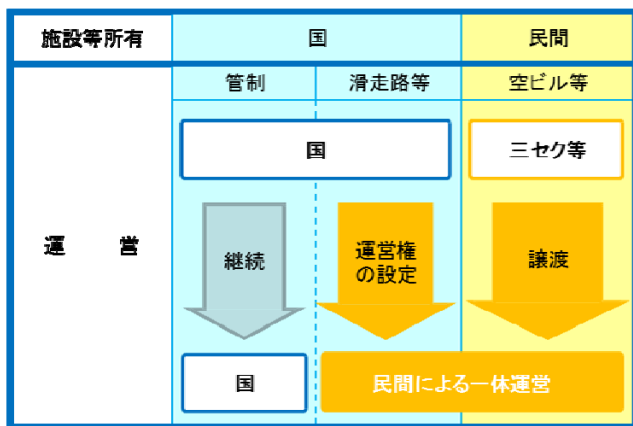 施設等所有 国 民間
管制 滑走路等 空ビル等
国 三セク等
運 営
継続 運営権 譲渡
の設定
国 民間による一体運営